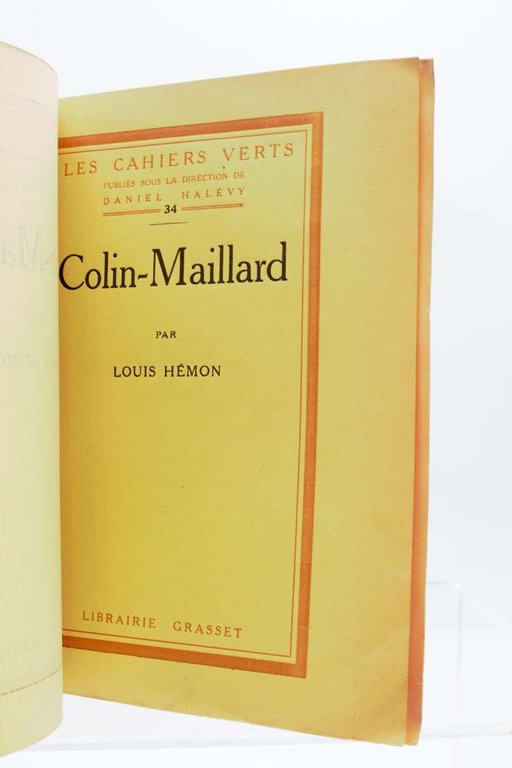 LES CAHIERS VERTS
PUBLIÉS SOUS LA DIRECTION DE
DANIEL HALÉVY
34
Colin-Maillard
PAR
LOUIS HÉMON
LIBRAIRIE GRASSET